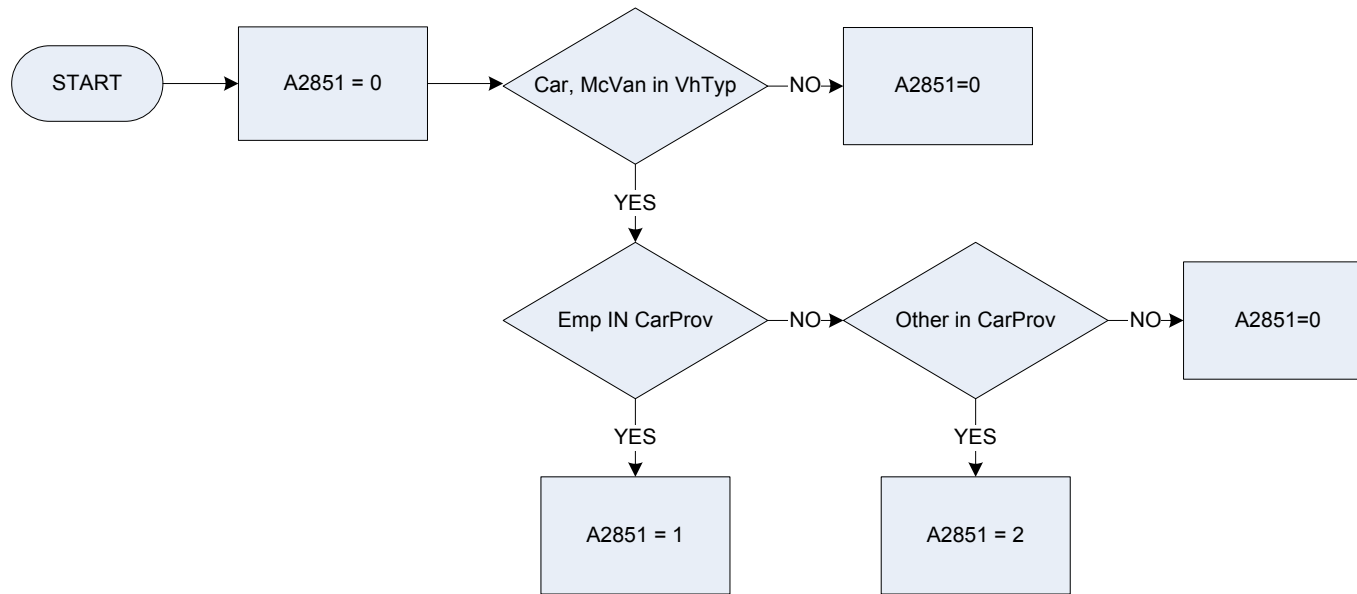 START
A2851 = 0
Car, McVan in VhTyp
NO
A2851=0
YES
Emp IN CarProv
NO
Other in CarProv
NO
A2851=0
YES
YES
A2851 = 1
A2851 = 2